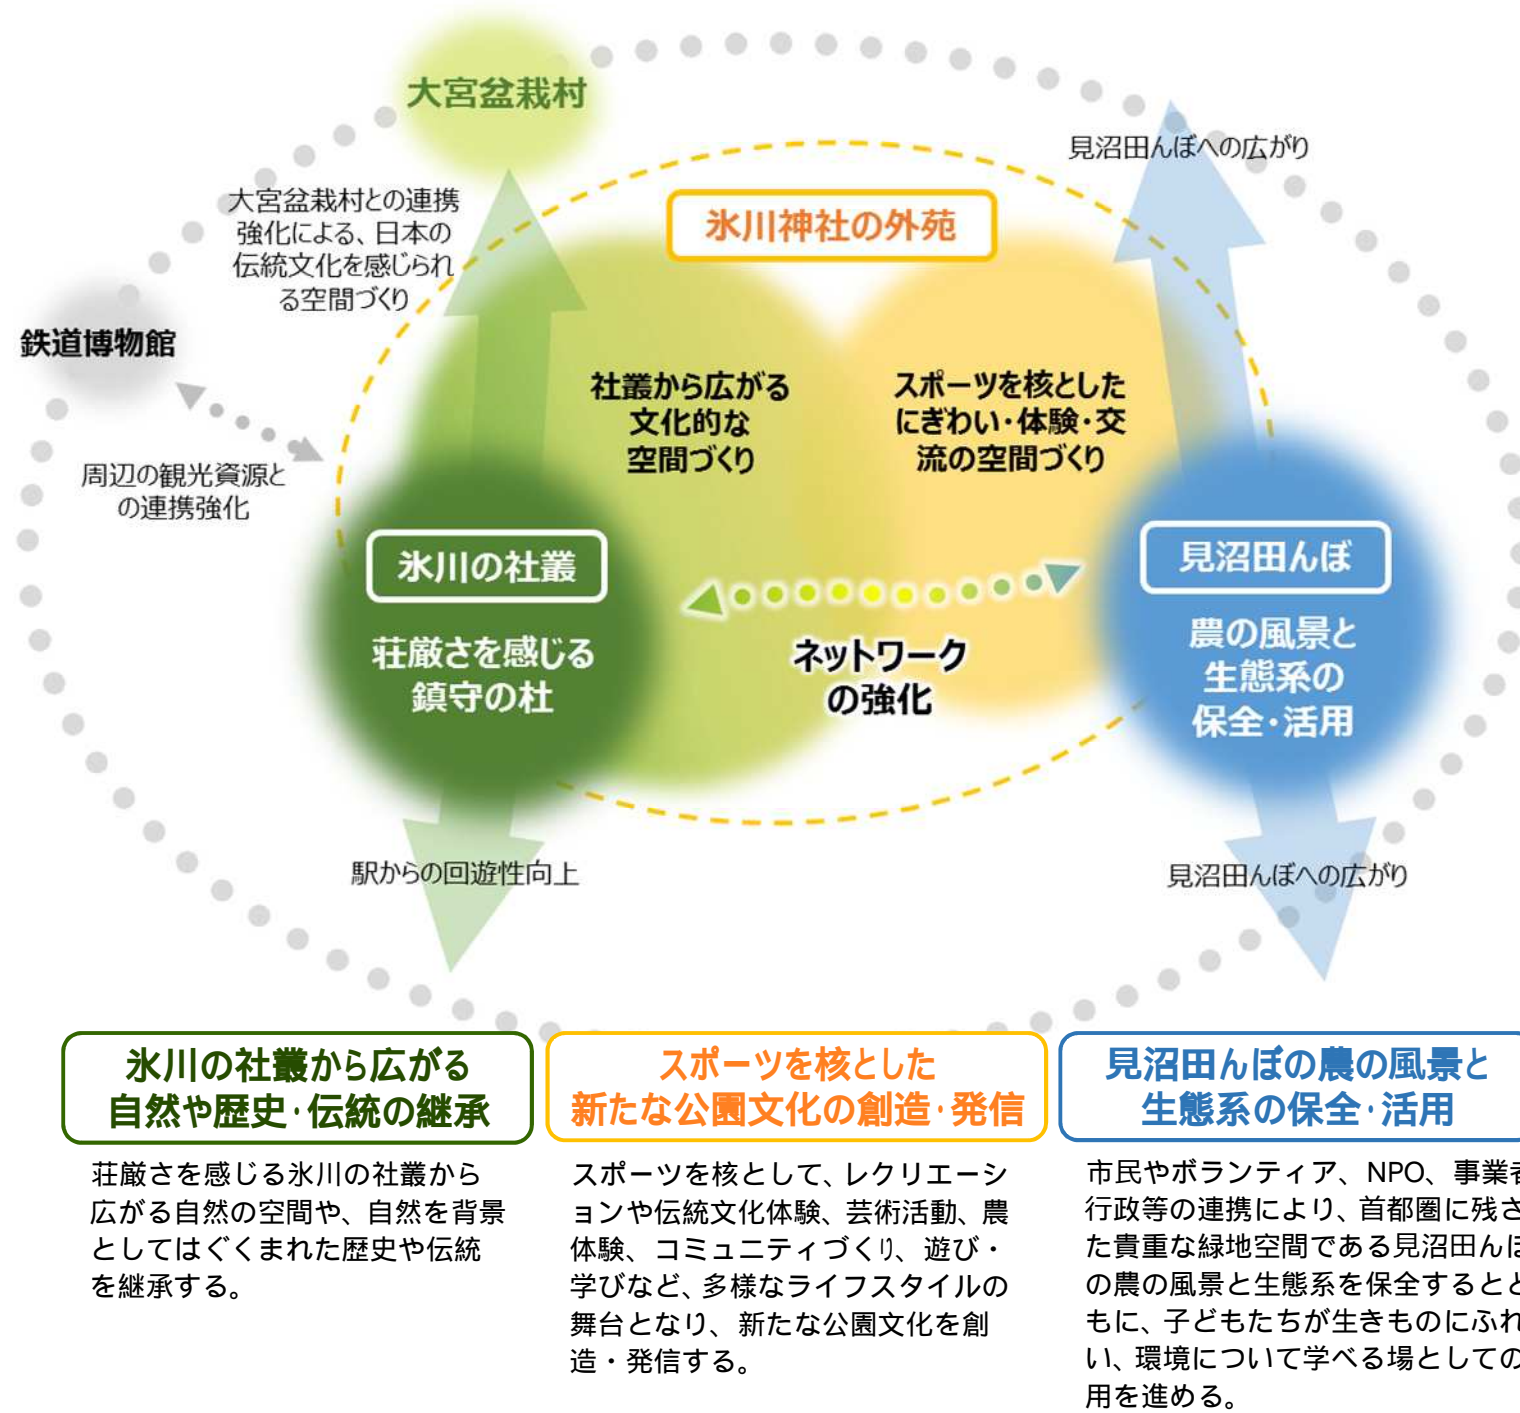 大宮盆栽村
見沼田んぼへの広がり
大宮盆栽村との連携
強化による、日本の
伝統文化を感じられ
る空間づくり
氷川神社の外苑
鉄道博物館
周辺の観光資源と
の連携強化
社叢から広がる
文化的な
空間づくり
スポーツを核とした
にぎわい・体験・交
流の空間づくり
氷川の社叢
荘厳さを感じる
鎮守の杜
ネットワーク
の強化
見沼田んぼ
農の風景と
生態系の
保全・活用
駅からの回遊性向上
見沼田んぼへの広がり
氷川の社叢から広がる
自然や歴史・伝統の継承
荘厳さを感じる氷川の社叢から
広がる自然の空間や、自然を背景
としてはぐくまれた歴史や伝統
を継承する。
スポーツを核とした
新たな公園文化の創造・発信
スポーツを核として、レクリエーシ
ョンや伝統文化体験、芸術活動、農
体験、コミュニティづくり、遊び・
学びなど、多様なライフスタイルの
舞台となり、新たな公園文化を創
造・発信する。
見沼田んぼの農の風景と
生態系の保全・活用
市民やボランティア、NPO、事業者
行政等の連携により、首都圏に残さ
た貴重な緑地空間である見沼田んぼ
の農の風景と生態系を保全するとと
もに、子どもたちが生きものにふれ
い、環境について学べる場としての
用を進める。